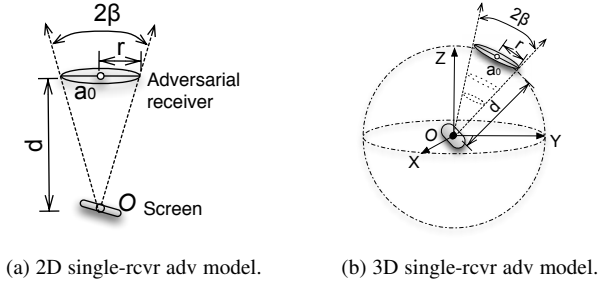 2β
r
a0
Adversarial
receiver
d
O
Screen
(a) 2D single-rcvr adv model.
2β
r
Z
a0
d
O
X
Y
(b) 3D single-rcvr adv model.